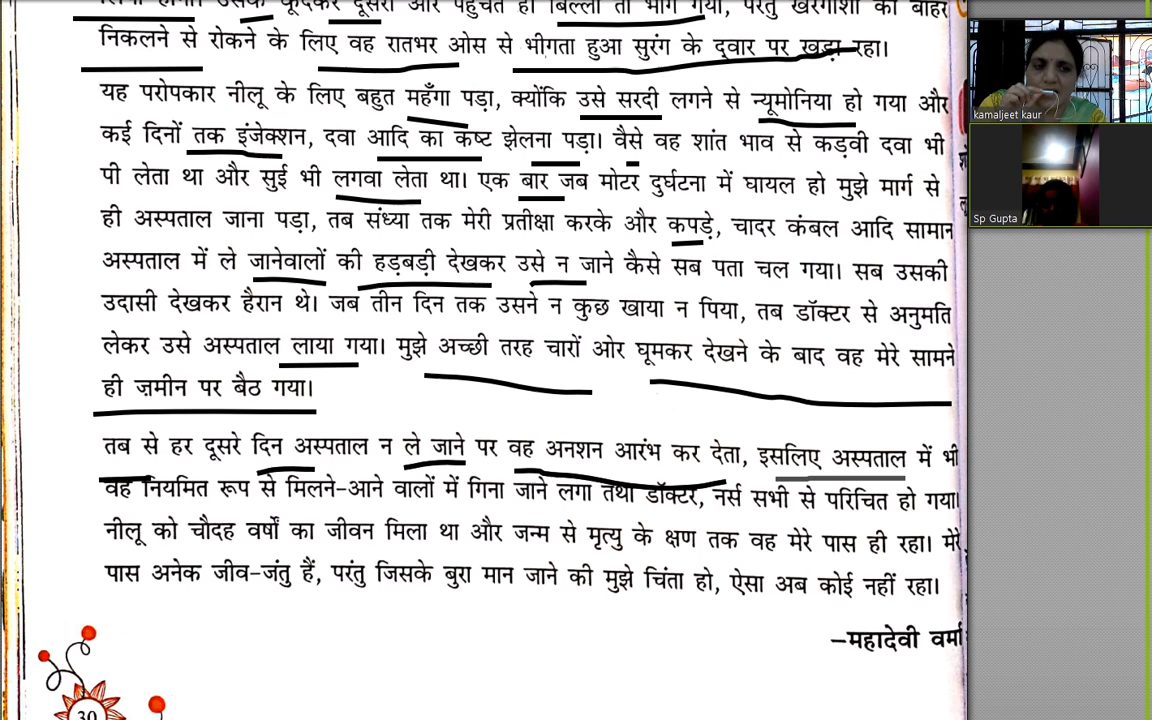 गया, परंतु खरगोशों को बाहर
निकलने से रोकने के लिए वह रातभर ओस से भीगता हुआ सुरंग के द्वार पर खड़ा रहा।
यह परोपकार नीलू के लिए बहुत महँगा पड़ा, क्योंकि उसे सरदी लगने से न्यूमोनिया हो गया और
कई दिनों तक इंजेक्शन, दवा आदि का कष्ट झेलना पड़ा। वैसे वह शांत भाव से कड़वी दवा भी
पी लेता था और सुई भी लगवा लेता था। एक बार जब मोटर दुर्घटना में घायल हो मुझे मार्ग से
ही अस्पताल जाना पड़ा, तब संध्या तक मेरी प्रतीक्षा करके और कपड़े, चादर कंबल आदि सामान
अस्पताल में ले जानेवालों की हड़बड़ी देखकर उसे न जाने कैसे सब पता चल गया। सब उसकी
उदासी देखकर हैरान थे। जब तीन दिन तक उसने न कुछ खाया न पिया, तब डॉक्टर से अनुमति
लेकर उसे अस्पताल लाया गया। मुझे अच्छी तरह चारों ओर घूमकर देखने के बाद वह मेरे सामने
ही ज़मीन पर बैठ गया।
तब से हर दूसरे दिन अस्पताल न ले जाने पर वह अनशन आरंभ कर देता, इसलिए अस्पताल में भी
वह नियमित रूप से मिलने-आने वालों में गिना जाने लगा तथा डॉक्टर, नर्स सभी से परिचित हो गया।
नीलू को चौदह वर्षों का जीवन मिला था और जन्म से मृत्यु के क्षण तक वह मेरे पास ही रहा। मेरे
पास अनेक जीव-जंतु हैं, परंतु जिसके बुरा मान जाने की मुझे चिंता हो, ऐसा अब कोई नहीं रहा।
—महादेवी वर्मा
30
kamaljeet kaur
Sp Gupta